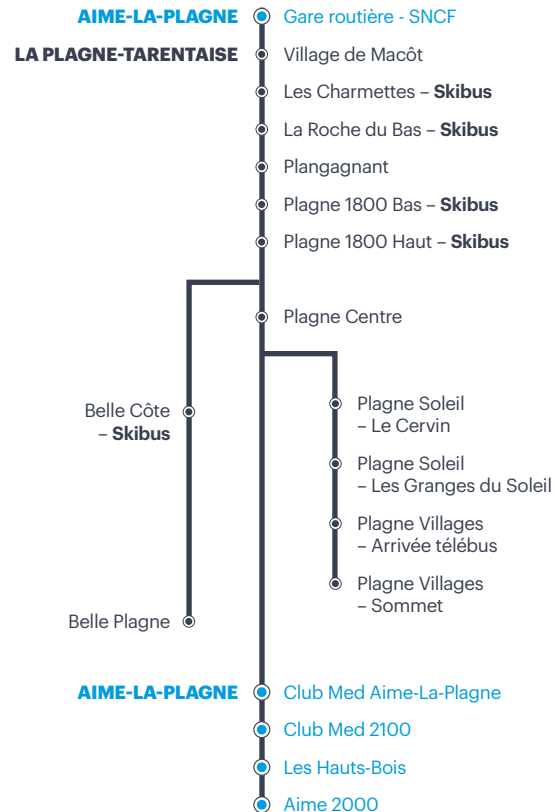 AIME-LA-PLAGNE Gare routière - SNCF
LA PLAGNE-TARENTAISE Village de Macôt
Les Charmettes – Skibus
La Roche du Bas – Skibus
Plangagnant
Plagne 1800 Bas – Skibus
Plagne 1800 Haut – Skibus
Plagne Centre
Belle Côte
– Skibus
Plagne Soleil
– Le Cervin
Plagne Soleil
– Les Granges du Soleil
Plagne Villages
– Arrivée télébus
Plagne Villages
– Sommet
Belle Plagne
AIME-LA-PLAGNE Club Med Aime-La-Plagne
Club Med 2100
Les Hauts-Bois
Aime 2000